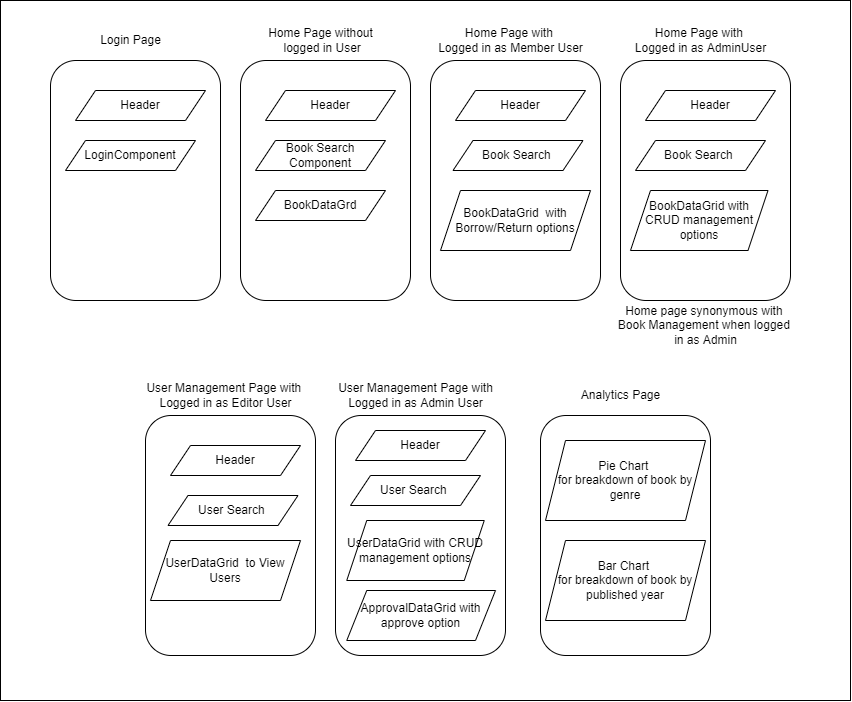 Login Page
Header
LoginComponent
Home Page without
logged in User
Header
Book Search
Component
BookDataGrd
Home Page with
Logged in as Member User
Header
Book Search
BookDataGrid  with
Borrow/Return options
Home Page with
Logged in as AdminUser
Header
Book Search
BookDataGrid with
CRUD management
options
Home page synonymous with
Book Management when logged
in as Admin
User Management Page with
Logged in as Editor User
Header
User Search
UserDataGrid  to View
Users
User Management Page with
Logged in as Admin User
Header
User Search
UserDataGrid with CRUD
management options
ApprovalDataGrid with
approve option
Analytics Page
Pie Chart
for breakdown of book by
genre
Bar Chart
for breakdown of book by
published year